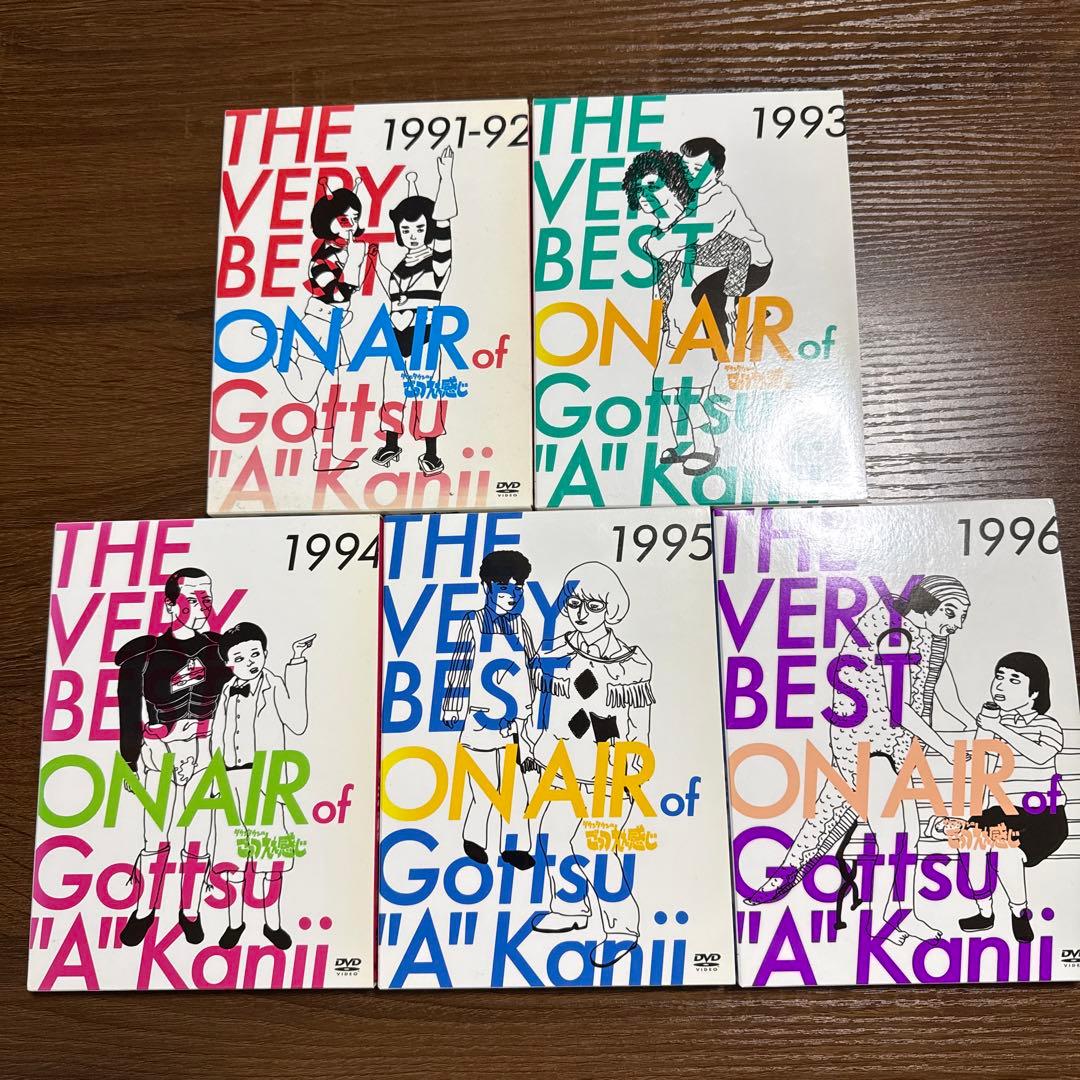 THE
1991-92
VERY
BEST
ON AIR of
ダウンタウンの
ごっつええ感じ
Gottsu
"A" Kanji
DVD
VIDEO
THE
1993
VERY
BEST
ON AIR of
ダウンタウンの
ごっつええ感じ
Gottsu
"A" Kanji
THE
1994
VERY
BEST
ON AIR of
ダウンタウンの
ごっつええ感じ
Gottsu
"A" Kanji
DVD
VIDEO
THE
1995
VERY
BEST
ON AIR of
ダウンタウンの
ごっつええ感じ
Gottsu
"A" Kanji
DVD
VIDEO
THE
1996
VERY
BEST
ON AIR of
ダウンタウンの
ごっつええ感じ
Gottsu
"A" Kanji
DVD